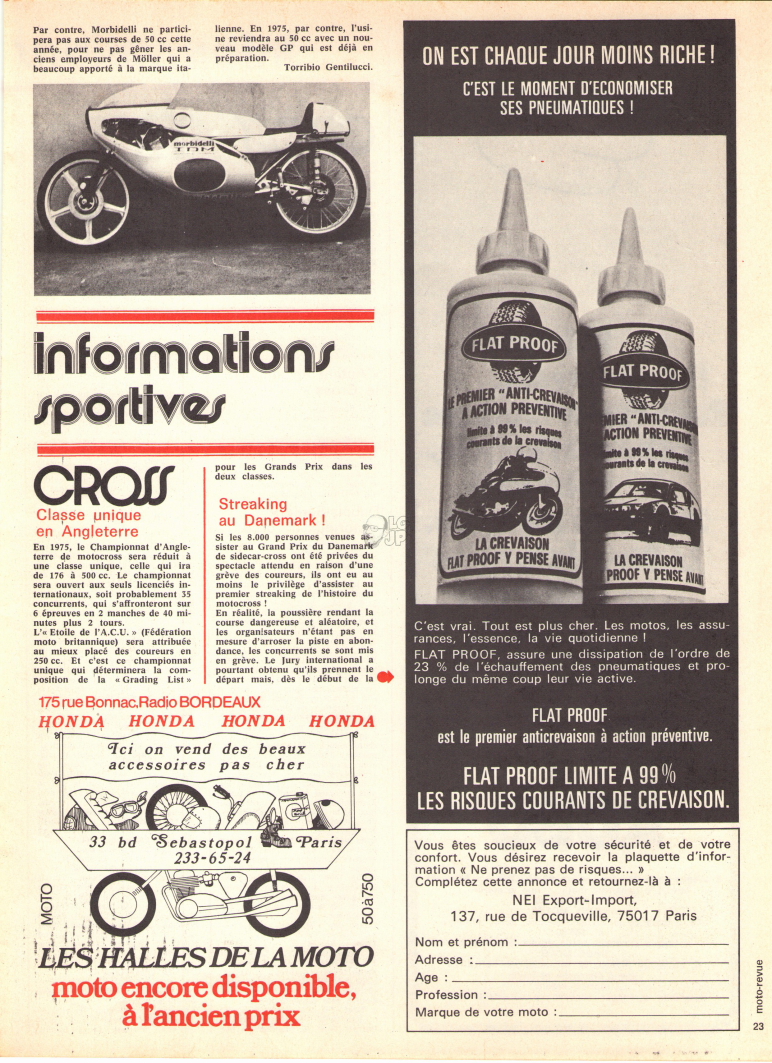 Par contre, Morbidelli ne partici-
pera pas aux courses de 50 cc cette
année, pour ne pas gêner les an-
ciens employeurs de Möller qui a
beaucoup apporté à la marque ita-
lienne. En 1975, par contre, l'usi-
ne reviendra au 50 cc avec un nou-
veau modèle GP qui est déjà en
préparation.
Torribio Gentilucci.
morbidelli
TDM
informations
sportives
CROSS
Classe unique
en Angleterre
En 1975, le Championnat d'Angle-
terre de motocross sera réduit à
une classe unique, celle qui ira
de 176 à 500 cc. Le championnat
sera ouvert aux seuls licenciés in-
ternationaux, soit probablement 35
concurrents, qui s'affronteront sur
6 épreuves en 2 manches de 40 mi-
nutes plus 2 tours.
L'« Etoile de l'A.C.U. » (Fédération
moto britannique) sera attribuée
au mieux placé des coureurs en
250 cc. Et c'est ce championnat
unique qui déterminera la com-
position de la « Grading List »
pour les Grands Prix dans les
deux classes.
Streaking
au Danemark !
Si les 8.000 personnes venues as-
sister au Grand Prix du Danemark
de sidecar-cross ont été privées du
spectacle attendu en raison d'une
grève des coureurs, ils ont eu au
moins le privilège d'assister au
premier streaking de l'histoire du
motocross !
En réalité, la poussière rendant la
course dangereuse et aléatoire, et
les organisateurs n'étant pas en
mesure d'arroser la piste en abon-
dance, les concurrents se sont mis
en grève. Le Jury international a
pourtant obtenu qu'ils prennent le
départ mais, dès le début de la
175 rue Bonnac.Radio BORDEAUX
HONDA HONDA HONDA HONDA
Ici on vend des beaux
accessoires pas cher
33 bd Sebastopol Paris
233-65-24
MOTO
50à750
LES HALLES DE LA MOTO
moto encore disponible,
à l'ancien prix
ON EST CHAQUE JOUR MOINS RICHE !
C'EST LE MOMENT D'ECONOMISER
SES PNEUMATIQUES !
FLAT PROOF
LE PREMIER "ANTI-CREVAISON"
A ACTION PREVENTIVE
limite à 99 % les risques
courants de la crevaison
LA CREVAISON
FLAT PROOF Y PENSE AVANT
FLAT PROOF
MIER "ANTI-CREVAISON
ACTION PREVENTIVE
imite à 99 % les risques
ourants de la crevaison
LA CREVAISON
PROOF Y PENSE AVANT
C'est vrai. Tout est plus cher. Les motos, les assu-
rances, l'essence, la vie quotidienne !
FLAT PROOF, assure une dissipation de l'ordre de
23 % de l'échauffement des pneumatiques et pro-
longe du même coup leur vie active.
FLAT PROOF
est le premier anticrevaison à action préventive.
FLAT PROOF LIMITE A 99 %
LES RISQUES COURANTS DE CREVAISON.
Vous êtes soucieux de votre sécurité et de votre
confort. Vous désirez recevoir la plaquette d'infor-
mation « Ne prenez pas de risques... »
Complétez cette annonce et retournez-là à :
NEI Export-Import,
137, rue de Tocqueville, 75017 Paris
Nom et prénom :
Adresse :
Age :
Profession :
Marque de votre moto :
moto-revue
23